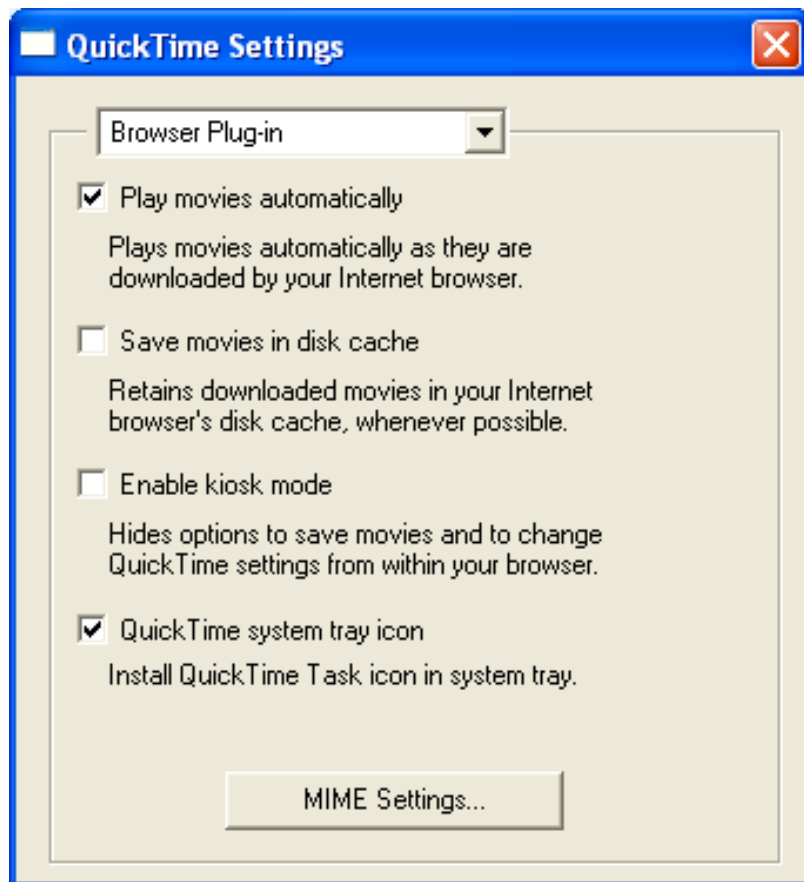 QuickTime Settings
Browser Plug-in
Play movies automatically
Plays movies automatically as they are
downloaded by your Internet browser.
Save movies in disk cache
Retains downloaded movies in your Internet
browser's disk cache, whenever possible.
Enable kiosk mode
Hides options to save movies and to change
QuickTime settings from within your browser.
QuickTime system tray icon
Install QuickTime Task icon in system tray.
MIME Settings...